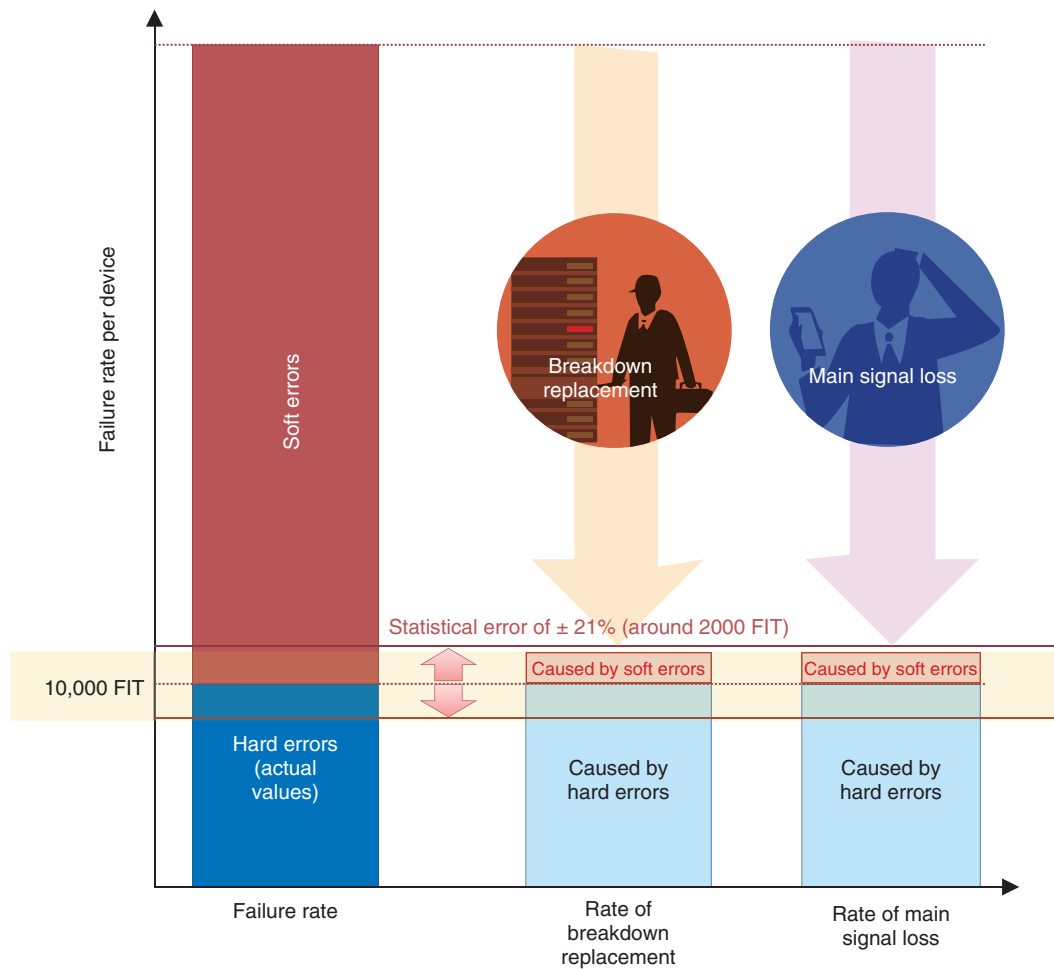 Failure rate per device
Soft errors
Breakdown
replacement
Main signal loss
Statistical error of ± 21% (around 2000 FIT)
10,000 FIT
Caused by soft errors
Caused by soft errors
Hard errors
(actual
values)
Caused by
hard errors
Caused by
hard errors
Failure rate
Rate of
breakdown
replacement
Rate of main
signal loss